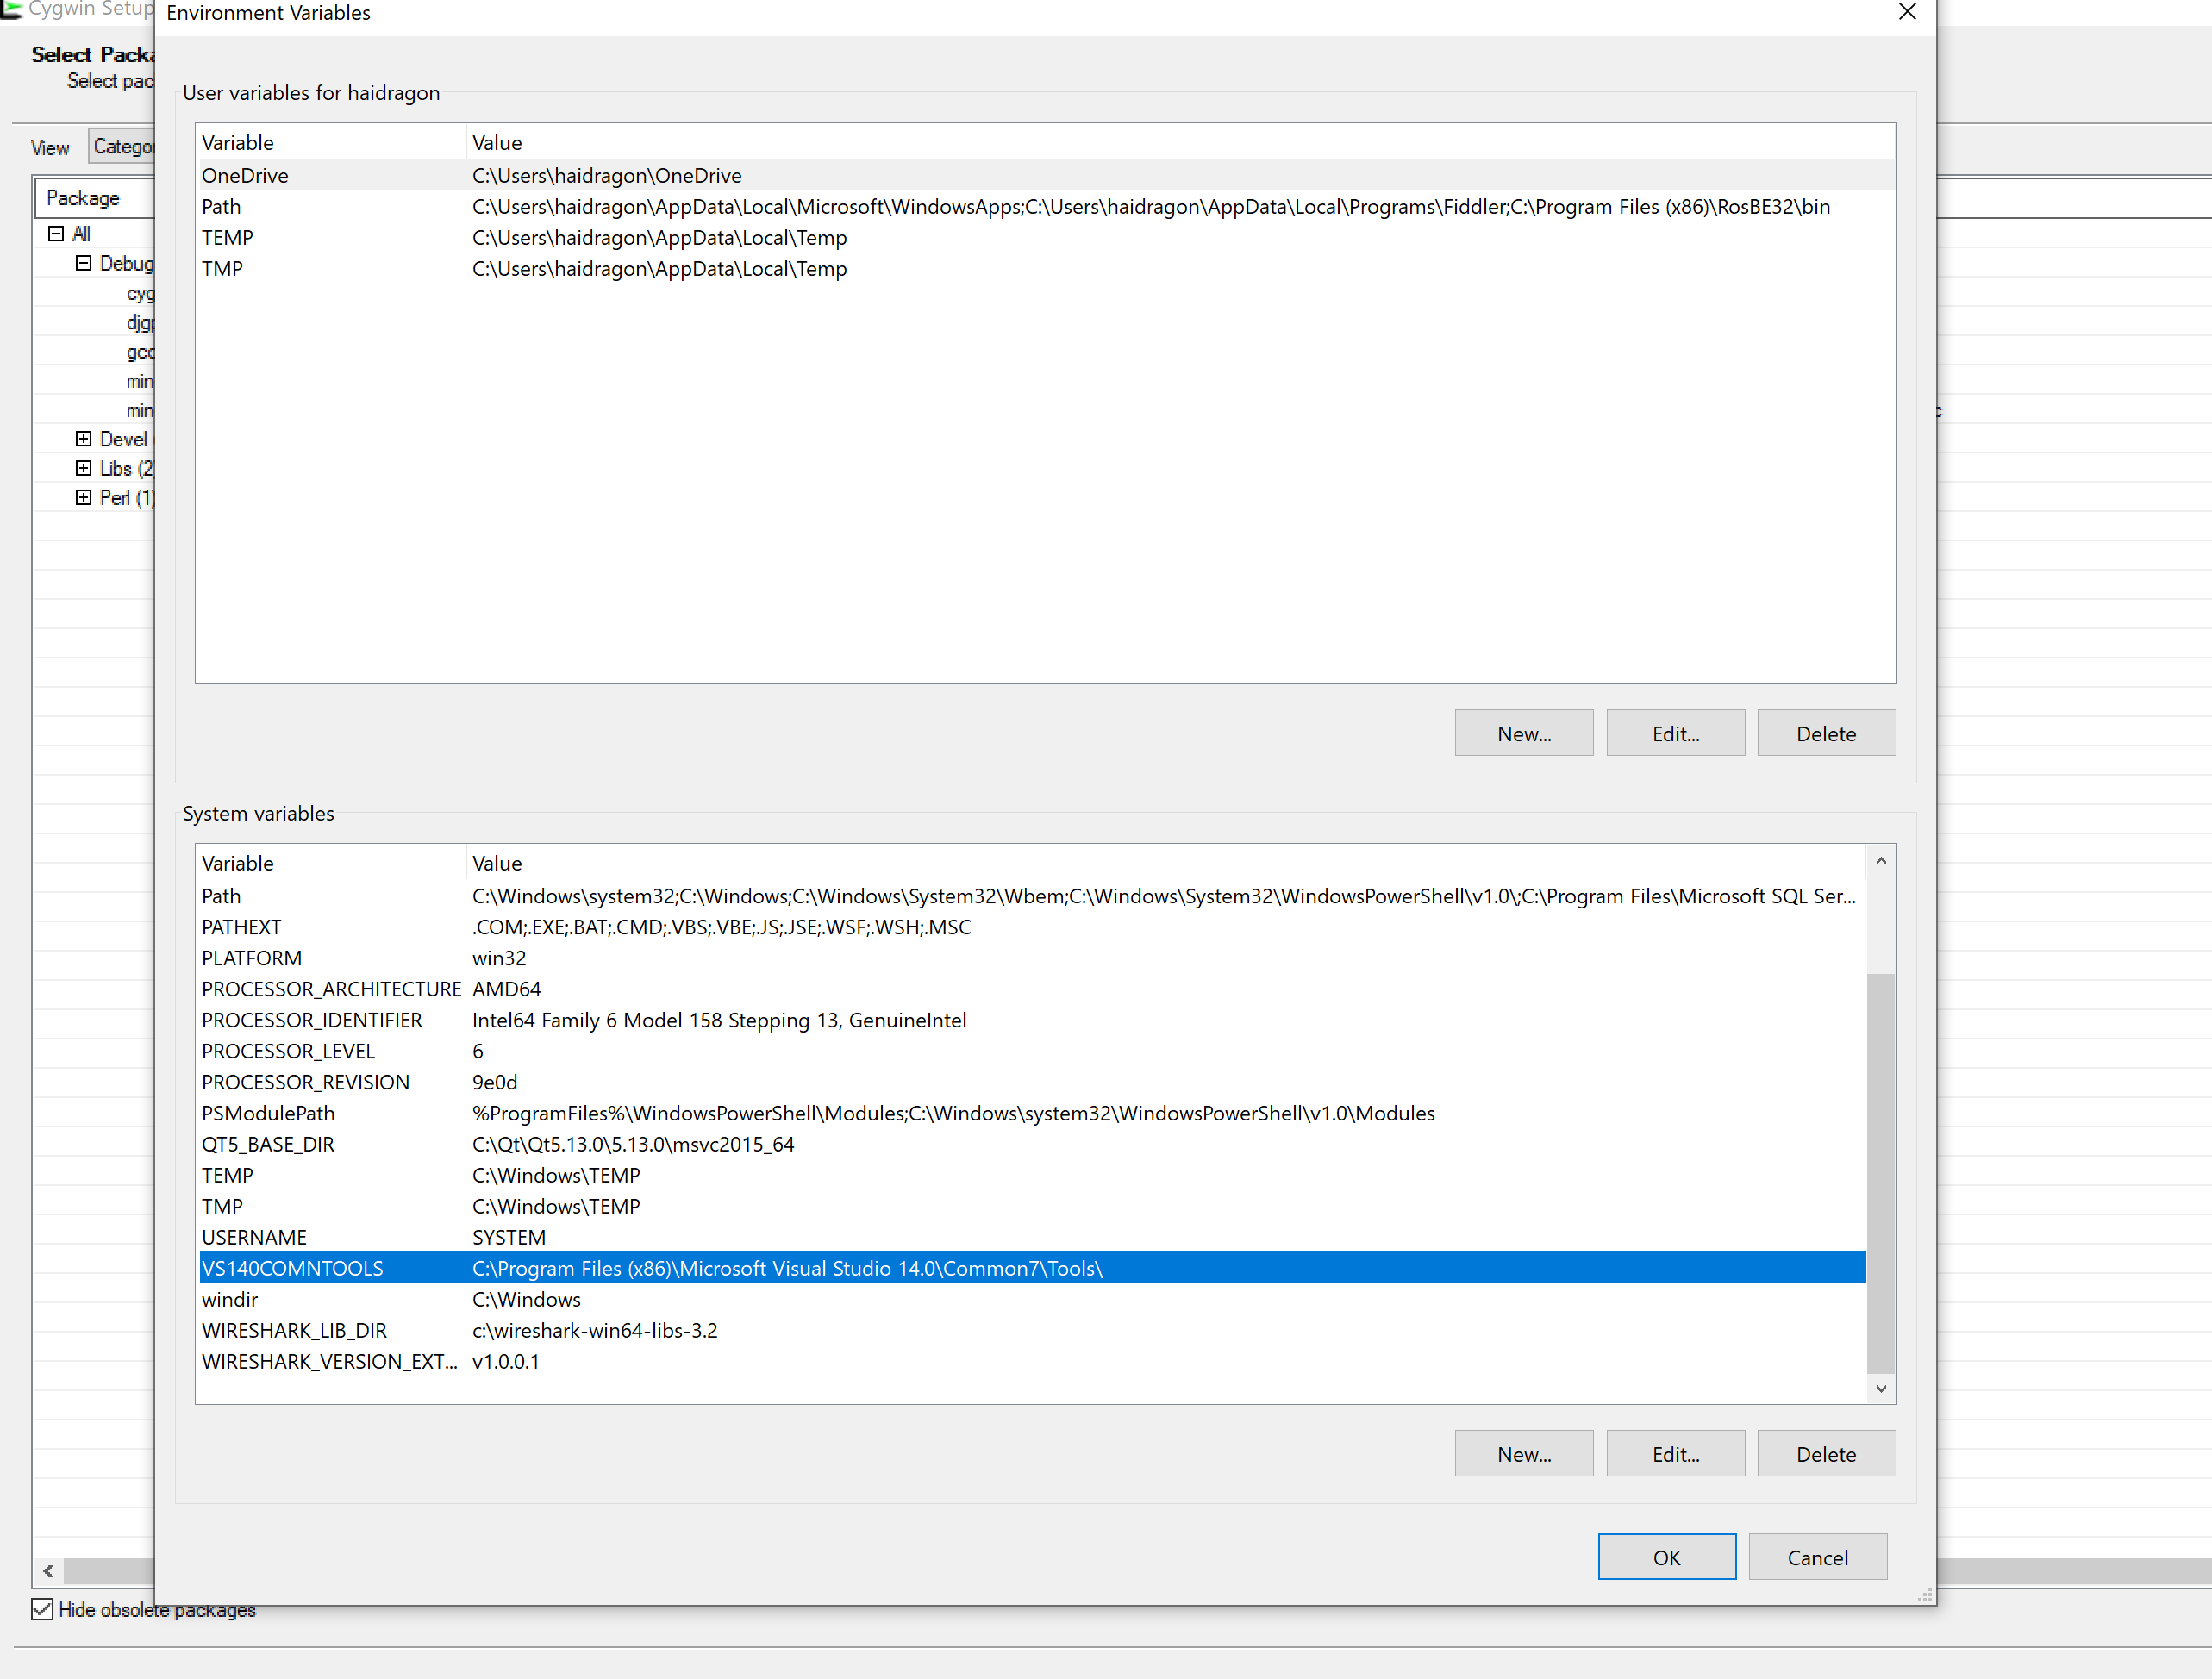 Cygwin Setup
Environment Variables
Select Packa
Select pac
User variables for haidragon
View Categor
Variable Value
OneDrive C:\Users\haidragon\OneDrive
Package
Path C:\Users\haidragon\AppData\Local\Microsoft\WindowsApps;C:\Users\haidragon\AppData\Local\Programs\Fiddler;C:\Program Files (x86)\RosBE32\bin
All
TEMP C:\Users\haidragon\AppData\Local\Temp
Debug
TMP C:\Users\haidragon\AppData\Local\Temp
cyg
djgp
gcc
min
min
c
Devel
Libs (2)
Perl (1)
New... Edit... Delete
System variables
Variable Value
Path C:\Windows\system32;C:\Windows;C:\Windows\System32\Wbem;C:\Windows\System32\WindowsPowerShell\v1.0\;C:\Program Files\Microsoft SQL Ser...
PATHEXT .COM;.EXE;.BAT;.CMD;.VBS;.VBE;.JS;.JSE;.WSF;.WSH;.MSC
PLATFORM win32
PROCESSOR_ARCHITECTURE AMD64
PROCESSOR_IDENTIFIER Intel64 Family 6 Model 158 Stepping 13, GenuineIntel
PROCESSOR_LEVEL 6
PROCESSOR_REVISION 9e0d
PSModulePath %ProgramFiles%\WindowsPowerShell\Modules;C:\Windows\system32\WindowsPowerShell\v1.0\Modules
QT5_BASE_DIR C:\Qt\Qt5.13.0\5.13.0\msvc2015_64
TEMP C:\Windows\TEMP
TMP C:\Windows\TEMP
USERNAME SYSTEM
VS140COMNTOOLS C:\Program Files (x86)\Microsoft Visual Studio 14.0\Common7\Tools\
windir C:\Windows
WIRESHARK_LIB_DIR c:\wireshark-win64-libs-3.2
WIRESHARK_VERSION_EXT... v1.0.0.1
New... Edit... Delete
OK Cancel
Hide obsolete packages